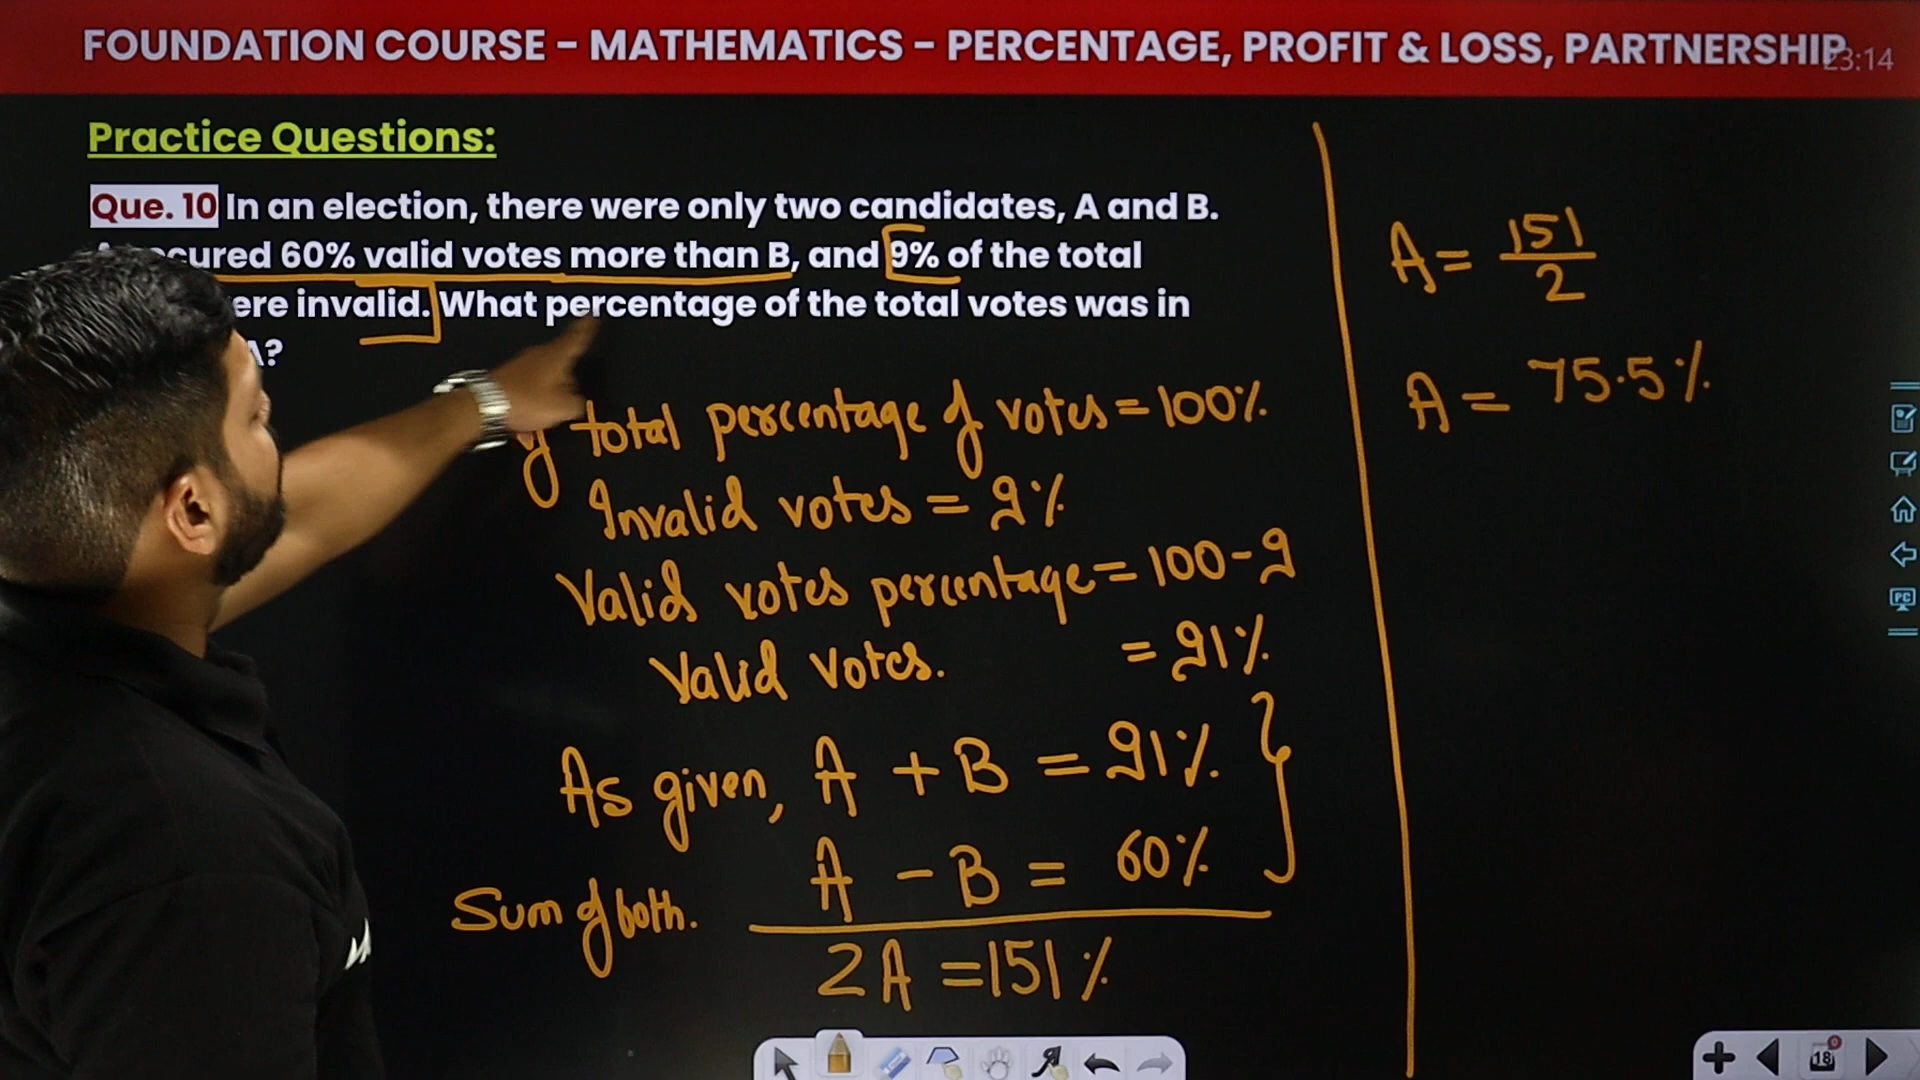 FOUNDATION COURSE - MATHEMATICS - PERCENTAGE, PROFIT & LOSS, PARTNERSHIP
23:14
Practice Questions:
Que. 10 In an election, there were only two candidates, A and B.
60% valid votes more than B, and 9% of the total
invalid. What percentage of the total votes was in
A?
total percentage of votes = 100%
Invalid votes = 9%
Valid votes percentage = 100 - 9
Valid votes. = 91%
As given, A + B = 91%
A - B = 60%
Sum of both.
2A = 151%
A = 151/2
A = 75.5%
PC
18
0